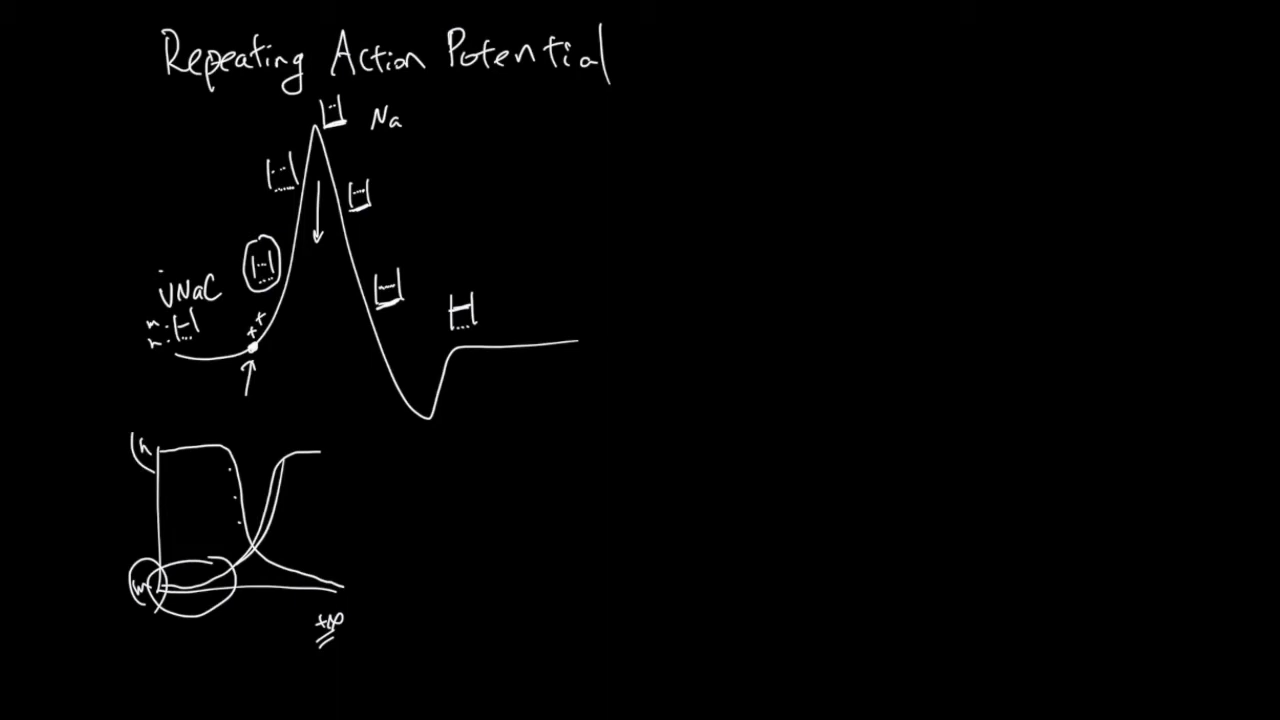 Repeating Action Potential
Na
VNaC
m:
h:
++
h
m